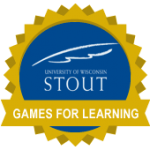 UNIVERSITY OF WISCONSIN
STOUT
GAMES FOR LEARNING